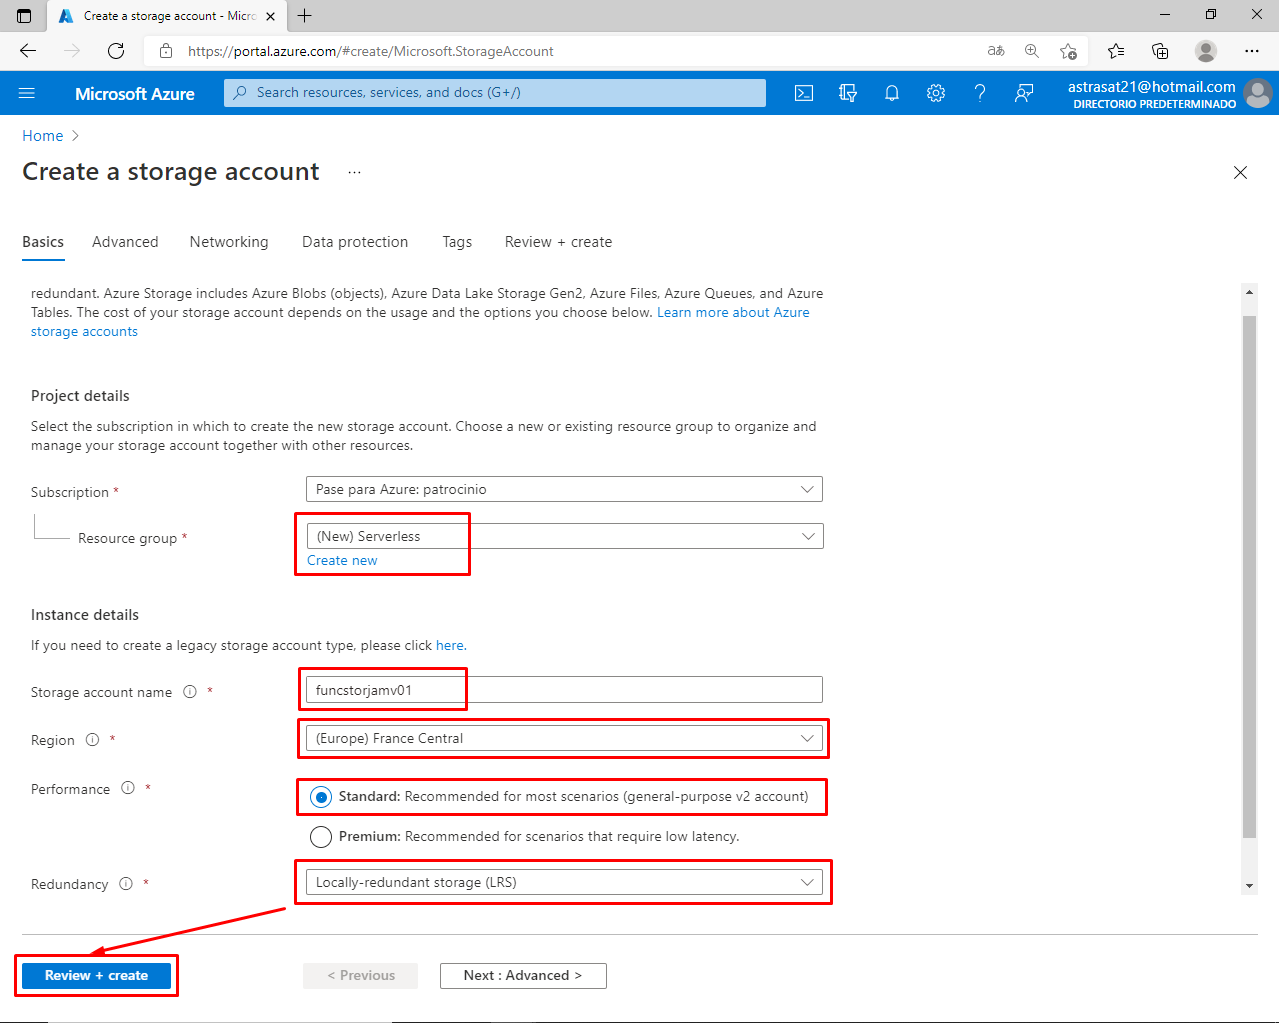 Create a storage account - Micro
https://portal.azure.com/#create/Microsoft.StorageAccount
aあ
Microsoft Azure
Search resources, services, and docs (G+/)
astrasat21@hotmail.com
DIRECTORIO PREDETERMINADO
Home >
Create a storage account ...
Basics Advanced Networking Data protection Tags Review + create
redundant. Azure Storage includes Azure Blobs (objects), Azure Data Lake Storage Gen2, Azure Files, Azure Queues, and Azure
Tables. The cost of your storage account depends on the usage and the options you choose below. Learn more about Azure
storage accounts
Project details
Select the subscription in which to create the new storage account. Choose a new or existing resource group to organize and
manage your storage account together with other resources.
Subscription * Pase para Azure: patrocinio
Resource group * (New) Serverless
Create new
Instance details
If you need to create a legacy storage account type, please click here.
Storage account name * funcstorjamv01
Region * (Europe) France Central
Performance * Standard: Recommended for most scenarios (general-purpose v2 account)
Premium: Recommended for scenarios that require low latency.
Redundancy * Locally-redundant storage (LRS)
Review + create < Previous Next : Advanced >